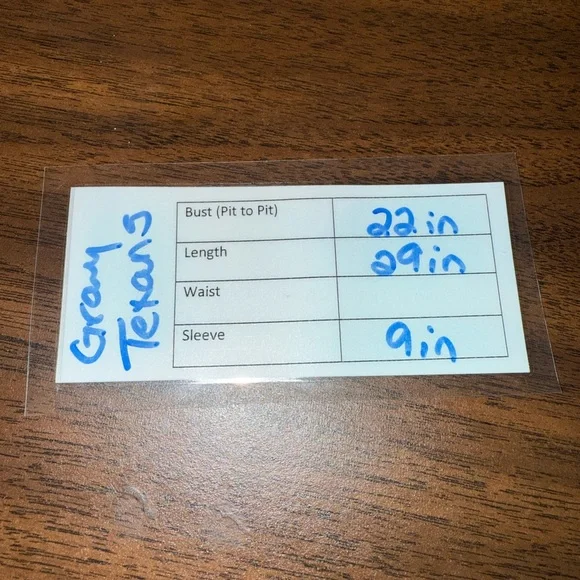 Gray
Texans
Bust (Pit to Pit) 22 in
Length 29 in
Waist
Sleeve 9 in